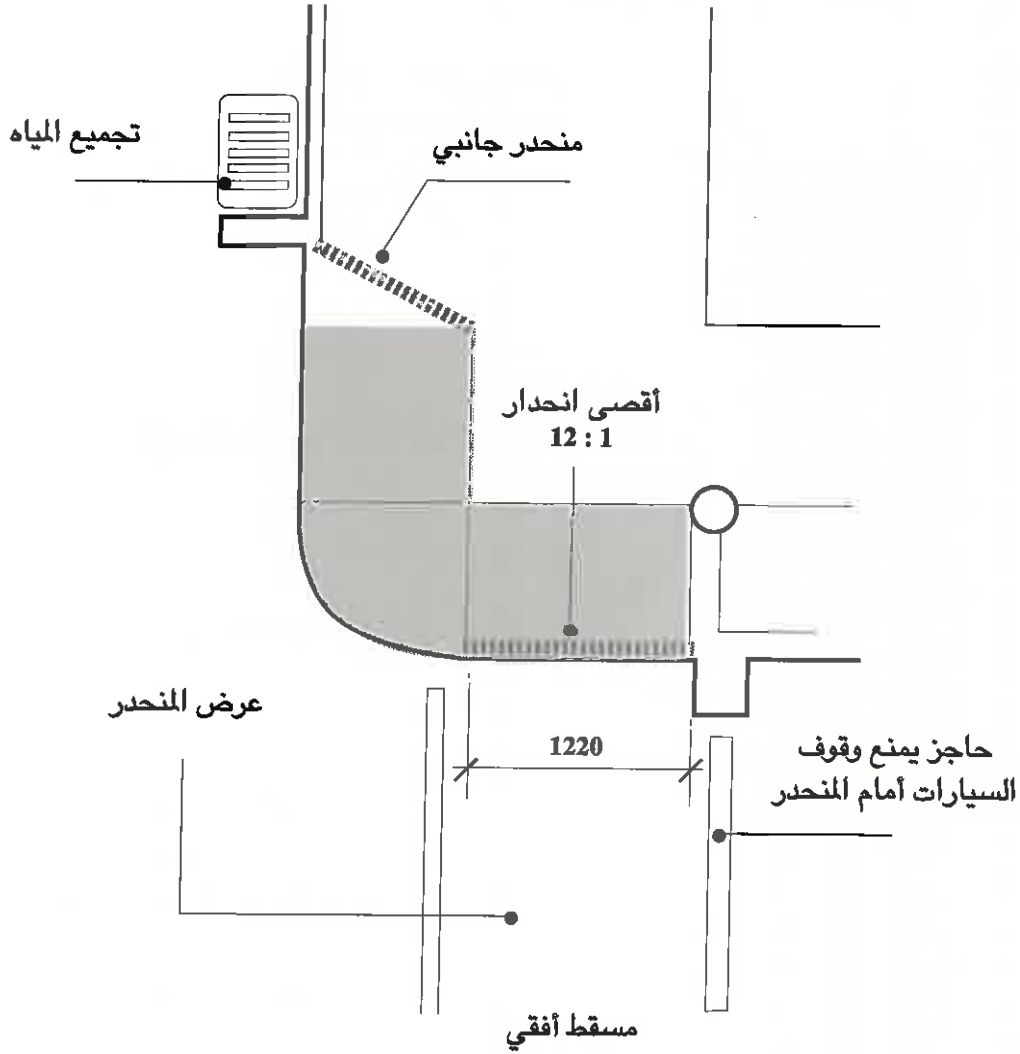 تجميع المياه
منحدر جانبي
أقصى انحدار
12 : 1
عرض المنحدر
1220
حاجز يمنع وقوف
السيارات أمام المنحدر
مسقط أفقي